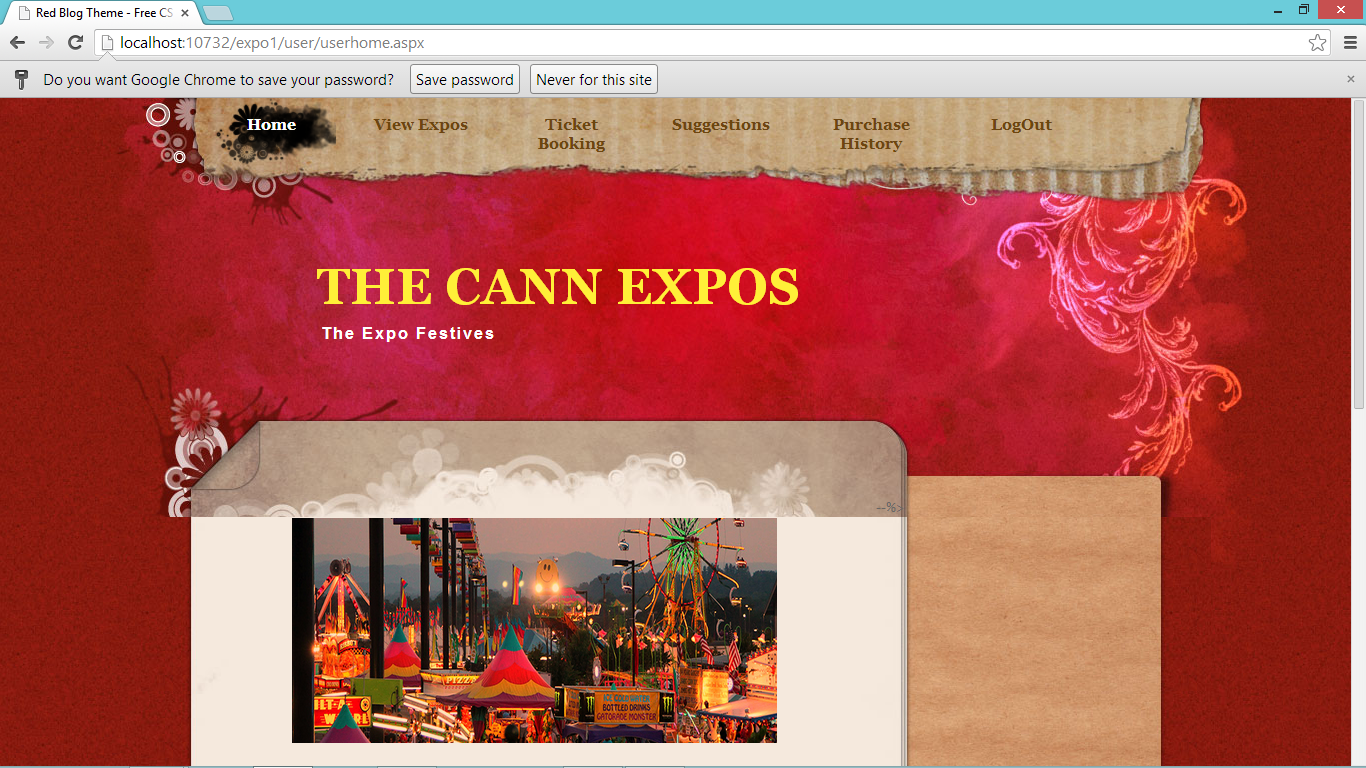 Red Blog Theme - Free CS
localhost:10732/expo1/user/userhome.aspx
Do you want Google Chrome to save your password? Save password Never for this site
Home View Expos Ticket Booking Suggestions Purchase History LogOut
THE CANN EXPOS
The Expo Festives
--%>
PIZZ
BOTTLED DRINKS
GATORADE MONSTER